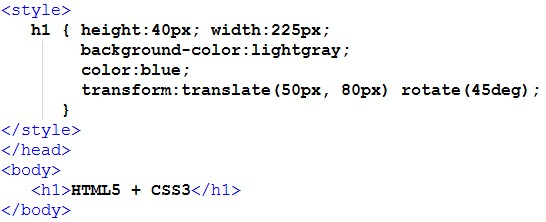 <style>
h1 { height:40px; width:225px;
background-color:lightgray;
color:blue;
transform:translate(50px, 80px) rotate(45deg);
}
</style>
</head>
<body>
<h1>HTML5 + CSS3</h1>
</body>